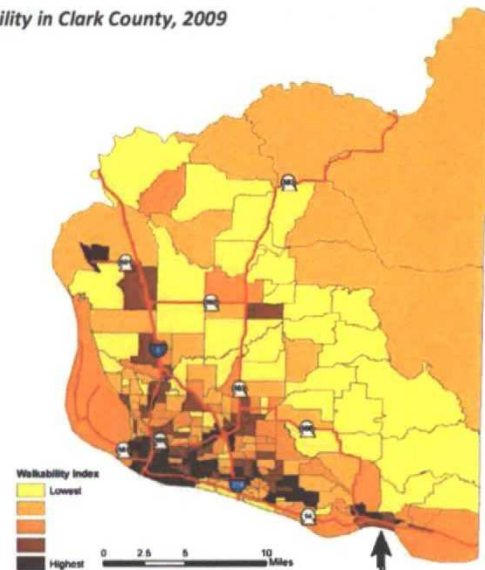 ility in Clark County, 2009
Walkability Index
Lowest
Highest
0 2.5 5 10
Miles